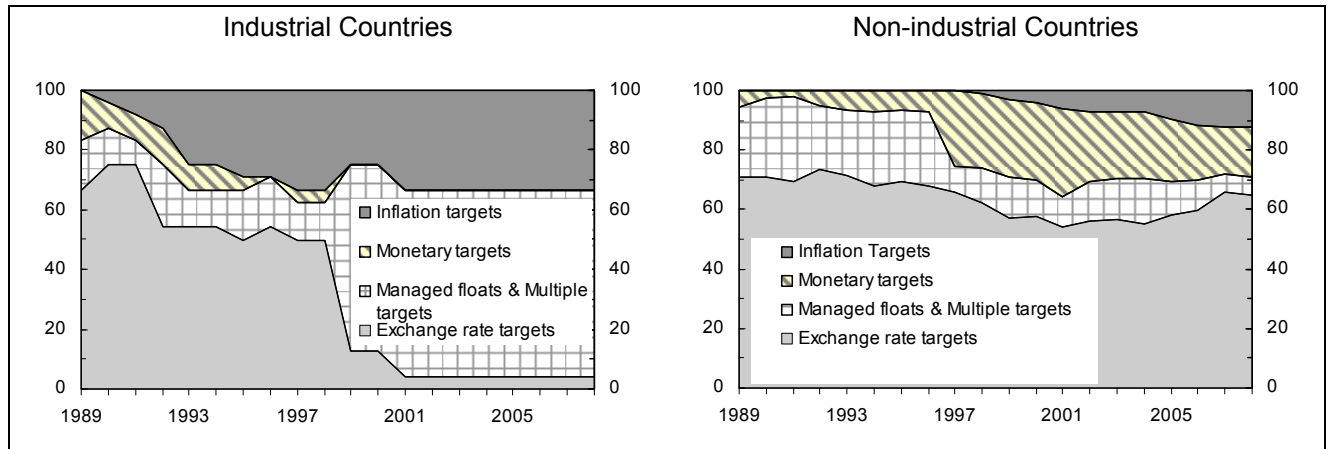 Industrial Countries
100
80
60
40
20
0
100
80
60
40
20
0
Inflation targets
Monetary targets
Managed floats & Multiple
targets
Exchange rate targets
1989 1993 1997 2001 2005
Non-industrial Countries
100
80
60
40
20
0
100
80
60
40
20
0
Inflation Targets
Monetary targets
Managed floats & Multiple targets
Exchange rate targets
1989 1993 1997 2001 2005